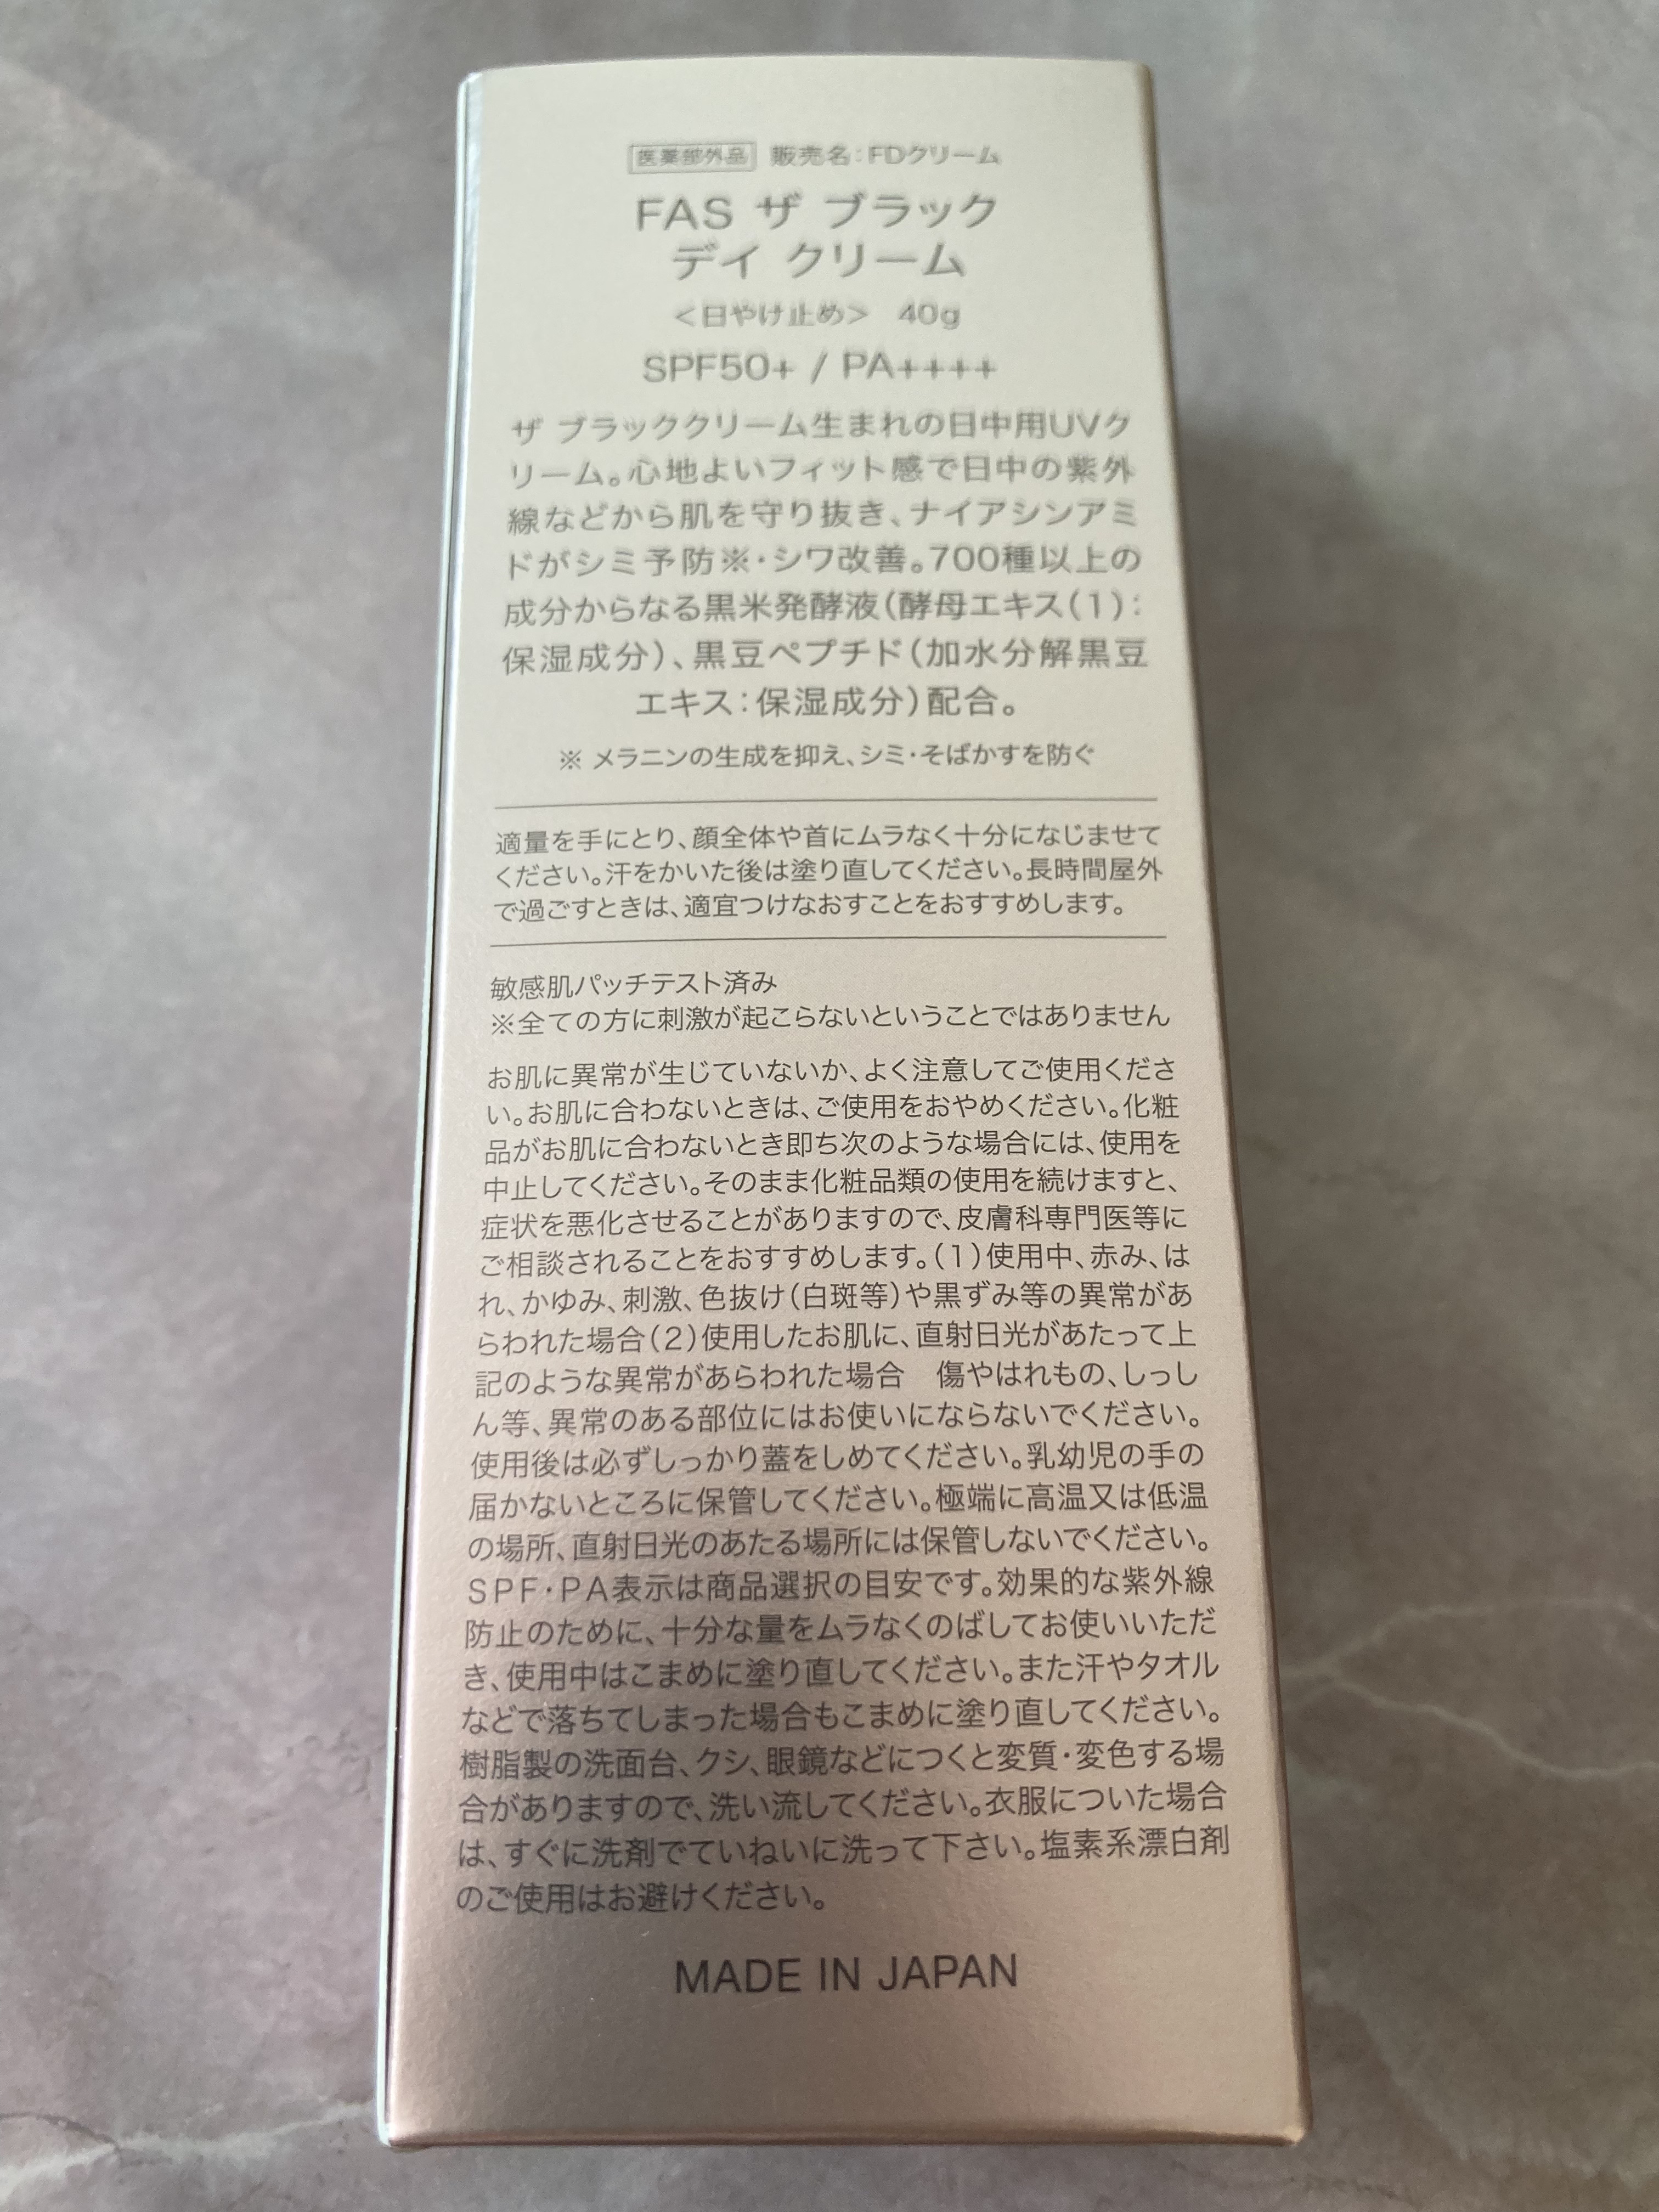 医薬部外品 販売名:FDクリーム
FAS ザ ブラック
デイ クリーム
<日やけ止め> 40g
SPF50+ / PA++++
ザ ブラッククリーム生まれの日中用UVク
リーム。心地よいフィット感で日中の紫外
線などから肌を守り抜き、ナイアシンアミ
ドがシミ予防※・シワ改善。700種以上の
成分からなる黒米発酵液(酵母エキス(1):
保湿成分)、黒豆ペプチド(加水分解黒豆
エキス:保湿成分)配合。
※ メラニンの生成を抑え、シミ・そばかすを防ぐ
適量を手にとり、顔全体や首にムラなく十分になじませて
ください。汗をかいた後は塗り直してください。長時間屋外
で過ごすときは、適宜つけなおすことをおすすめします。
敏感肌パッチテスト済み
※全ての方に刺激が起こらないということではありません
お肌に異常が生じていないか、よく注意してご使用くださ
い。お肌に合わないときは、ご使用をおやめください。化粧
品がお肌に合わないとき即ち次のような場合には、使用を
中止してください。そのまま化粧品類の使用を続けますと、
症状を悪化させることがありますので、皮膚科専門医等に
ご相談されることをおすすめします。(1)使用中、赤み、は
れ、かゆみ、刺激、色抜け(白斑等)や黒ずみ等の異常があ
らわれた場合(2)使用したお肌に、直射日光があたって上
記のような異常があらわれた場合　傷やはれもの、しっし
ん等、異常のある部位にはお使いにならないでください。
使用後は必ずしっかり蓋をしめてください。乳幼児の手の
届かないところに保管してください。極端に高温又は低温
の場所、直射日光のあたる場所には保管しないでください。
SPF・PA表示は商品選択の目安です。効果的な紫外線
防止のために、十分な量をムラなくのばしてお使いいただ
き、使用中はこまめに塗り直してください。また汗やタオル
などで落ちてしまった場合もこまめに塗り直してください。
樹脂製の洗面台、クシ、眼鏡などにつくと変質・変色する場
合がありますので、洗い流してください。衣服についた場合
は、すぐに洗剤でていねいに洗って下さい。塩素系漂白剤
のご使用はお避けください。
MADE IN JAPAN